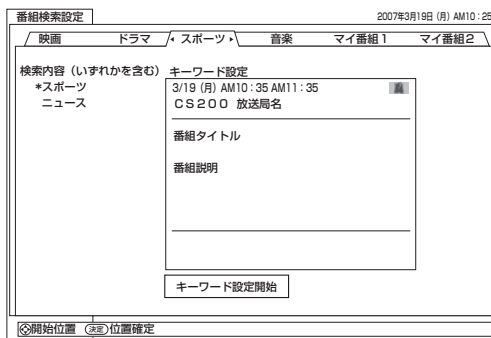 番組検索設定
2007年3月19日 (月) AM10:25
映画 ドラマ スポーツ 音楽 マイ番組1 マイ番組2
検索内容（いずれかを含む） キーワード設定
*スポーツ
ニュース
3/19 (月) AM10:35 AM11:35
CS200 放送局名
番組タイトル
番組説明
キーワード設定開始
開始位置 決定 位置確定